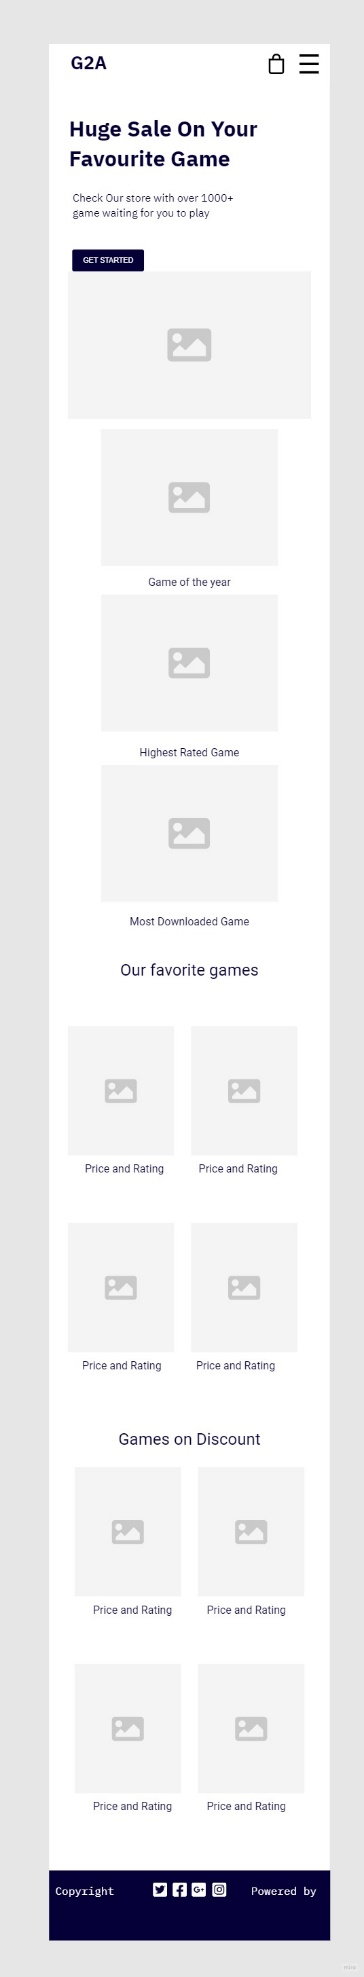 G2A
Huge Sale On Your
Favourite Game
Check Our store with over 1000+
game waiting for you to play
GET STARTED
Game of the year
Highest Rated Game
Most Downloaded Game
Our favorite games
Price and Rating Price and Rating
Price and Rating Price and Rating
Games on Discount
Price and Rating Price and Rating
Price and Rating Price and Rating
Copyright G+ Powered by